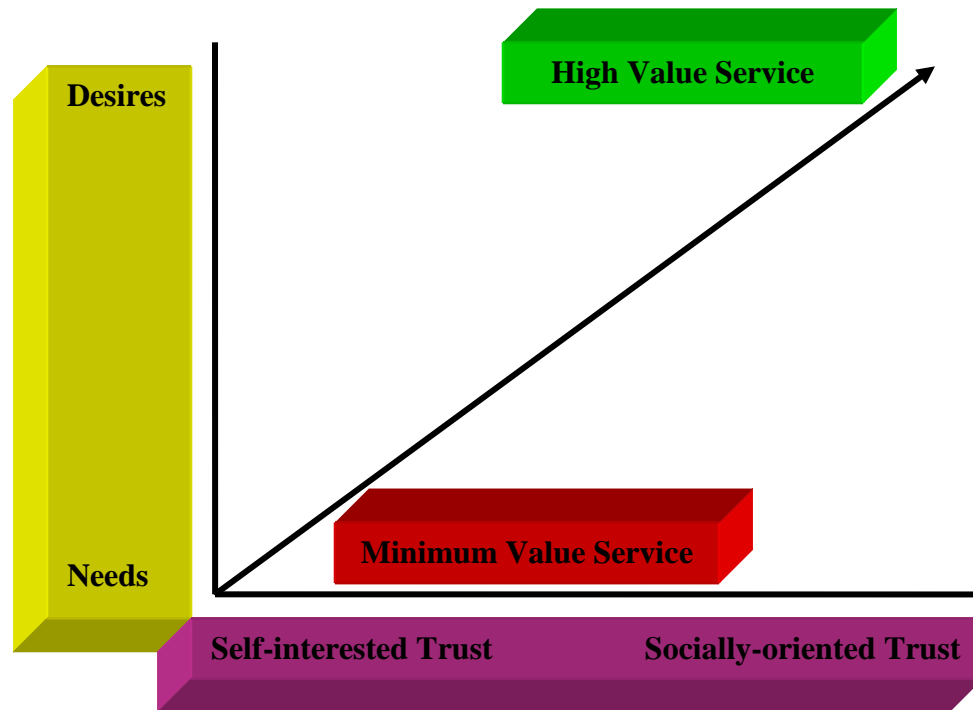 High Value Service
Desires
Minimum Value Service
Needs
Self-interested Trust
Socially-oriented Trust